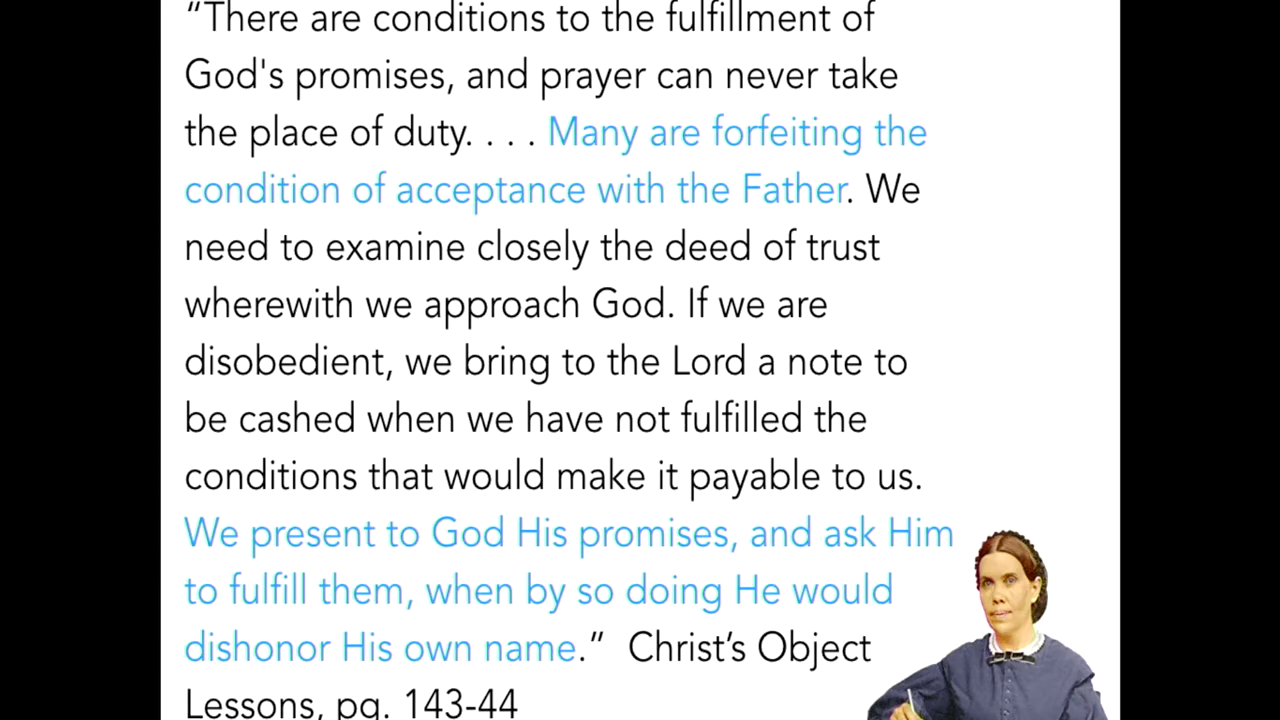 “There are conditions to the fulfillment of
God's promises, and prayer can never take
the place of duty. . . . Many are forfeiting the
condition of acceptance with the Father. We
need to examine closely the deed of trust
wherewith we approach God. If we are
disobedient, we bring to the Lord a note to
be cashed when we have not fulfilled the
conditions that would make it payable to us.
We present to God His promises, and ask Him
to fulfill them, when by so doing He would
dishonor His own name.”  Christ’s Object
Lessons, pg. 143-44